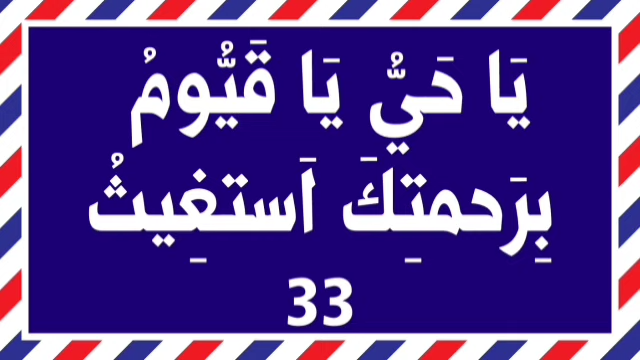 يَا حَيُّ يَا قَيُّومُ
بِرَحمتِكَ اَستغِيثُ
33